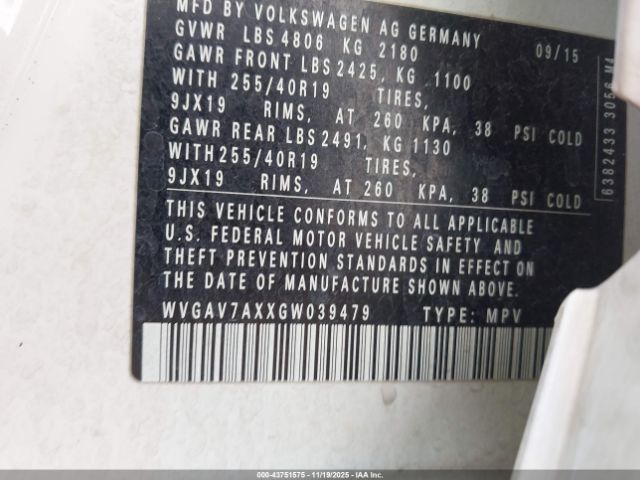 MFD BY VOLKSWAGEN AG GERMANY
GVWR LBS 4806 KG 2180 09/15
GAWR FRONT LBS 2425, KG 1100
WITH 255/40R19 TIRES,
9JX19 RIMS, AT 260 KPA, 38 PSI COLD
GAWR REAR LBS 2491, KG 1130
WITH 255/40R19 TIRES,
9JX19 RIMS, AT 260 KPA, 38 PSI COLD
THIS VEHICLE CONFORMS TO ALL APPLICABLE
U.S. FEDERAL MOTOR VEHICLE SAFETY AND
THEFT PREVENTION STANDARDS IN EFFECT ON
THE DATE OF MANUFACTURE SHOWN ABOVE.
WVGAV7AXXGW039479 TYPE: MPV
6382433 3056 M4
000-43751575 - 11/19/2025 - IAA Inc.